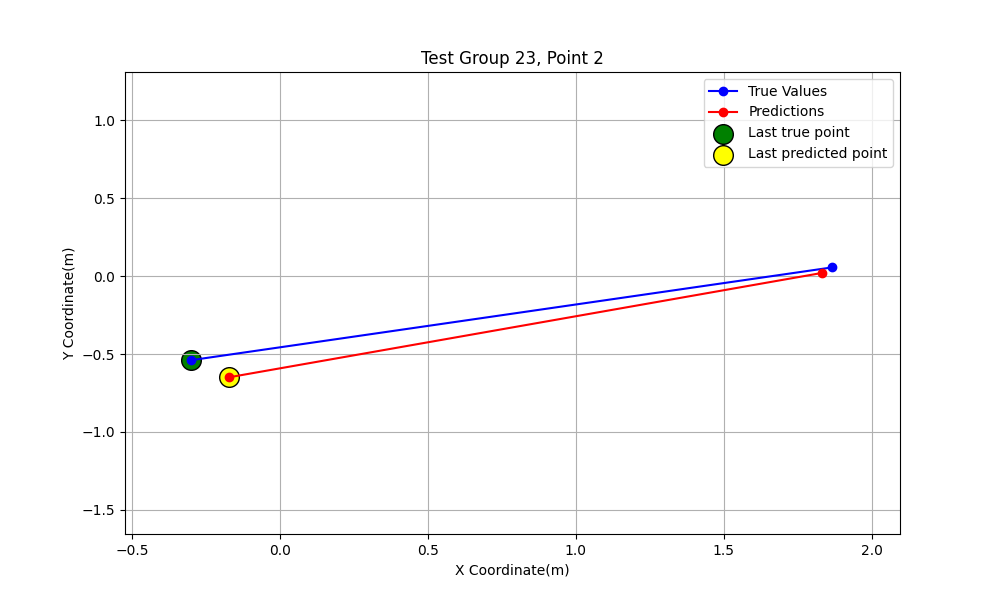 Test Group 23, Point 2
True Values
Predictions
Last true point
Last predicted point
1.0
0.5
0.0
−0.5
−1.0
−1.5
Y Coordinate(m)
−0.5 0.0 0.5 1.0 1.5 2.0
X Coordinate(m)